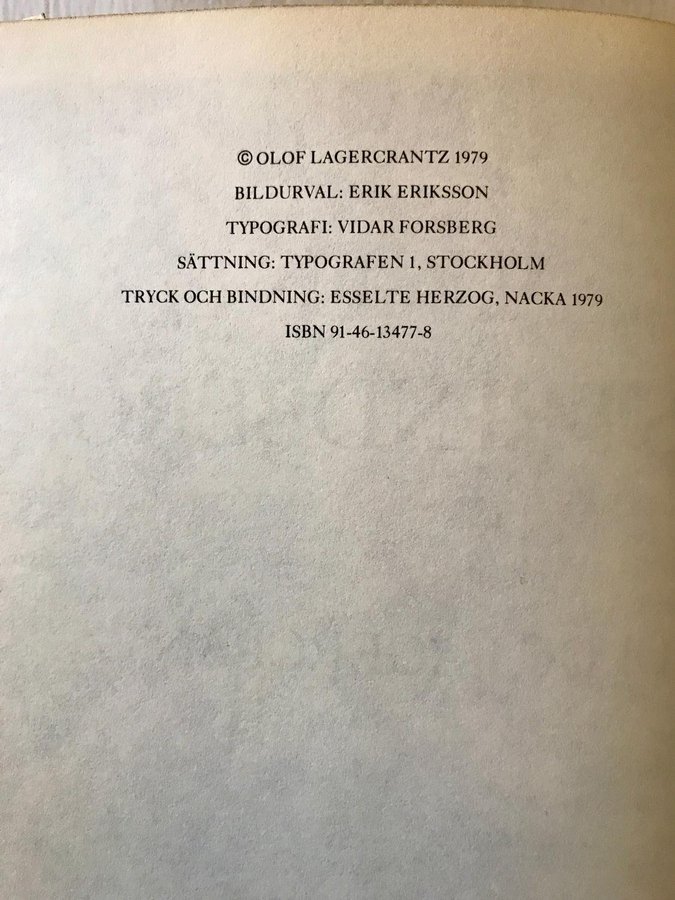 © OLOF LAGERCRANTZ 1979
BILDURVAL: ERIK ERIKSSON
TYPOGRAFI: VIDAR FORSBERG
SÄTTNING: TYPOGRAFEN 1, STOCKHOLM
TRYCK OCH BINDNING: ESSELTE HERZOG, NACKA 1979
ISBN 91-46-13477-8